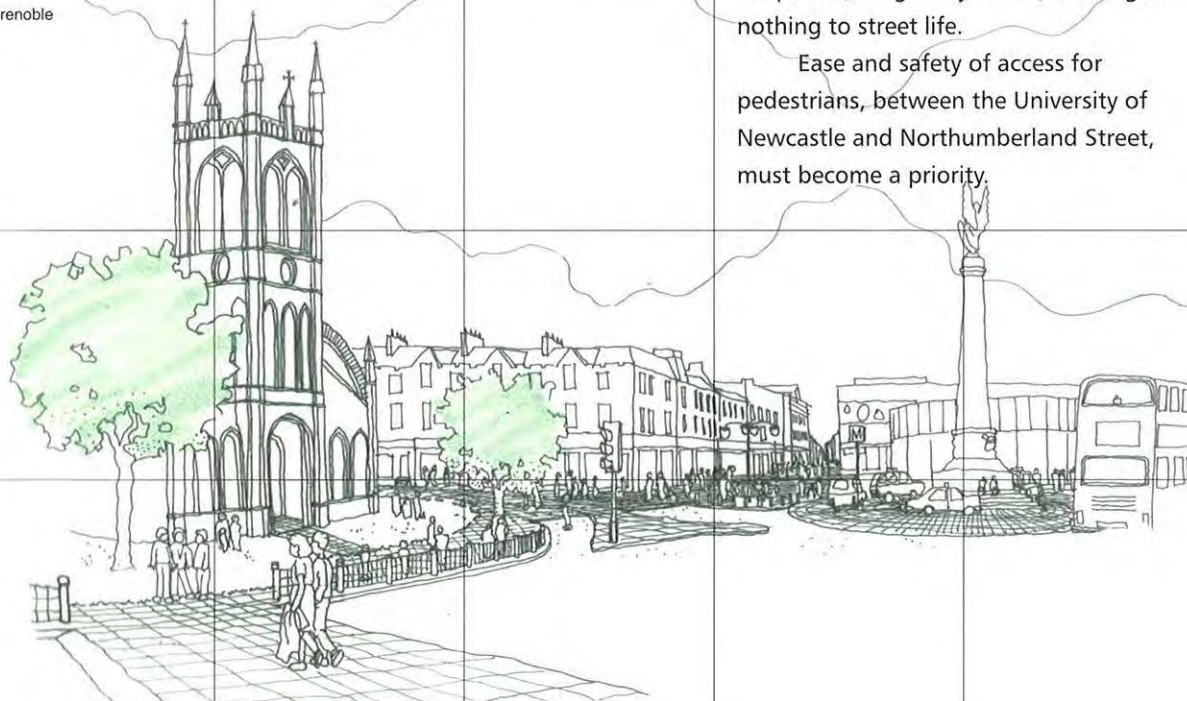 renoble
nothing to street life.
Ease and safety of access for
pedestrians, between the University of
Newcastle and Northumberland Street,
must become a priority.
M